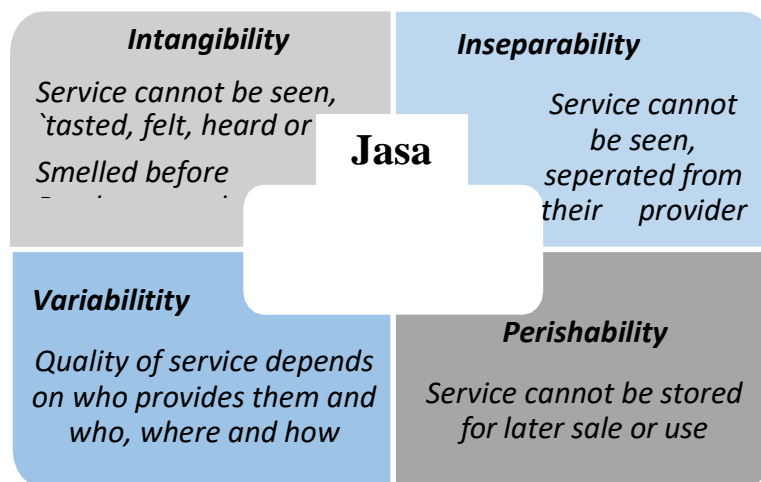 Intangibility
Service cannot be seen,
`tasted, felt, heard or
Smelled before
Inseparability
Service cannot
be seen,
seperated from
their provider
Jasa
Variabilitity
Quality of service depends
on who provides them and
who, where and how
Perishability
Service cannot be stored
for later sale or use